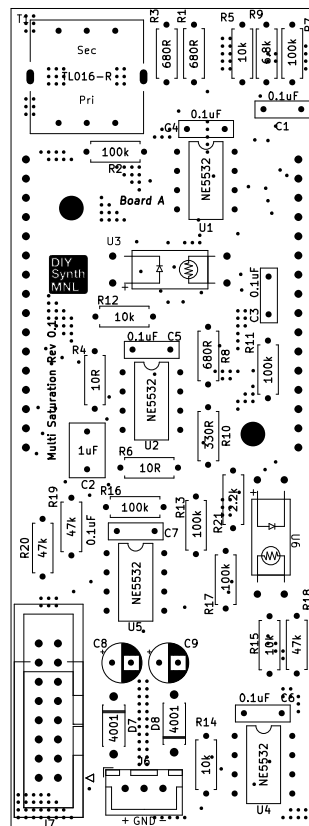 T1
Sec
TL016-R
Pri
R3
680R
R1
680R
R5
10k
R9
6.8k
R7
100k
0.1uF
C4
0.1uF
C1
100k
R2
NE5532
U1
Board A
U3
+
DIY
Synth
MNL
R12
10k
0.1uF
C3
Multi Saturation Rev 0.1
R4
10R
0.1uF
C5
NE5532
U2
680R
R8
R11
100k
1uF
C2
R6
10R
330R
R10
R16
100k
R19
47k
R20
47k
0.1uF
C7
NE5532
U5
R13
100k
R21
2.2k
+
U6
R17
100k
C8
+
C9
+
R15
10k
R18
47k
4001
D7
4001
D8
R14
10k
0.1uF
C6
NE5532
U4
J6
+ GND -
J7